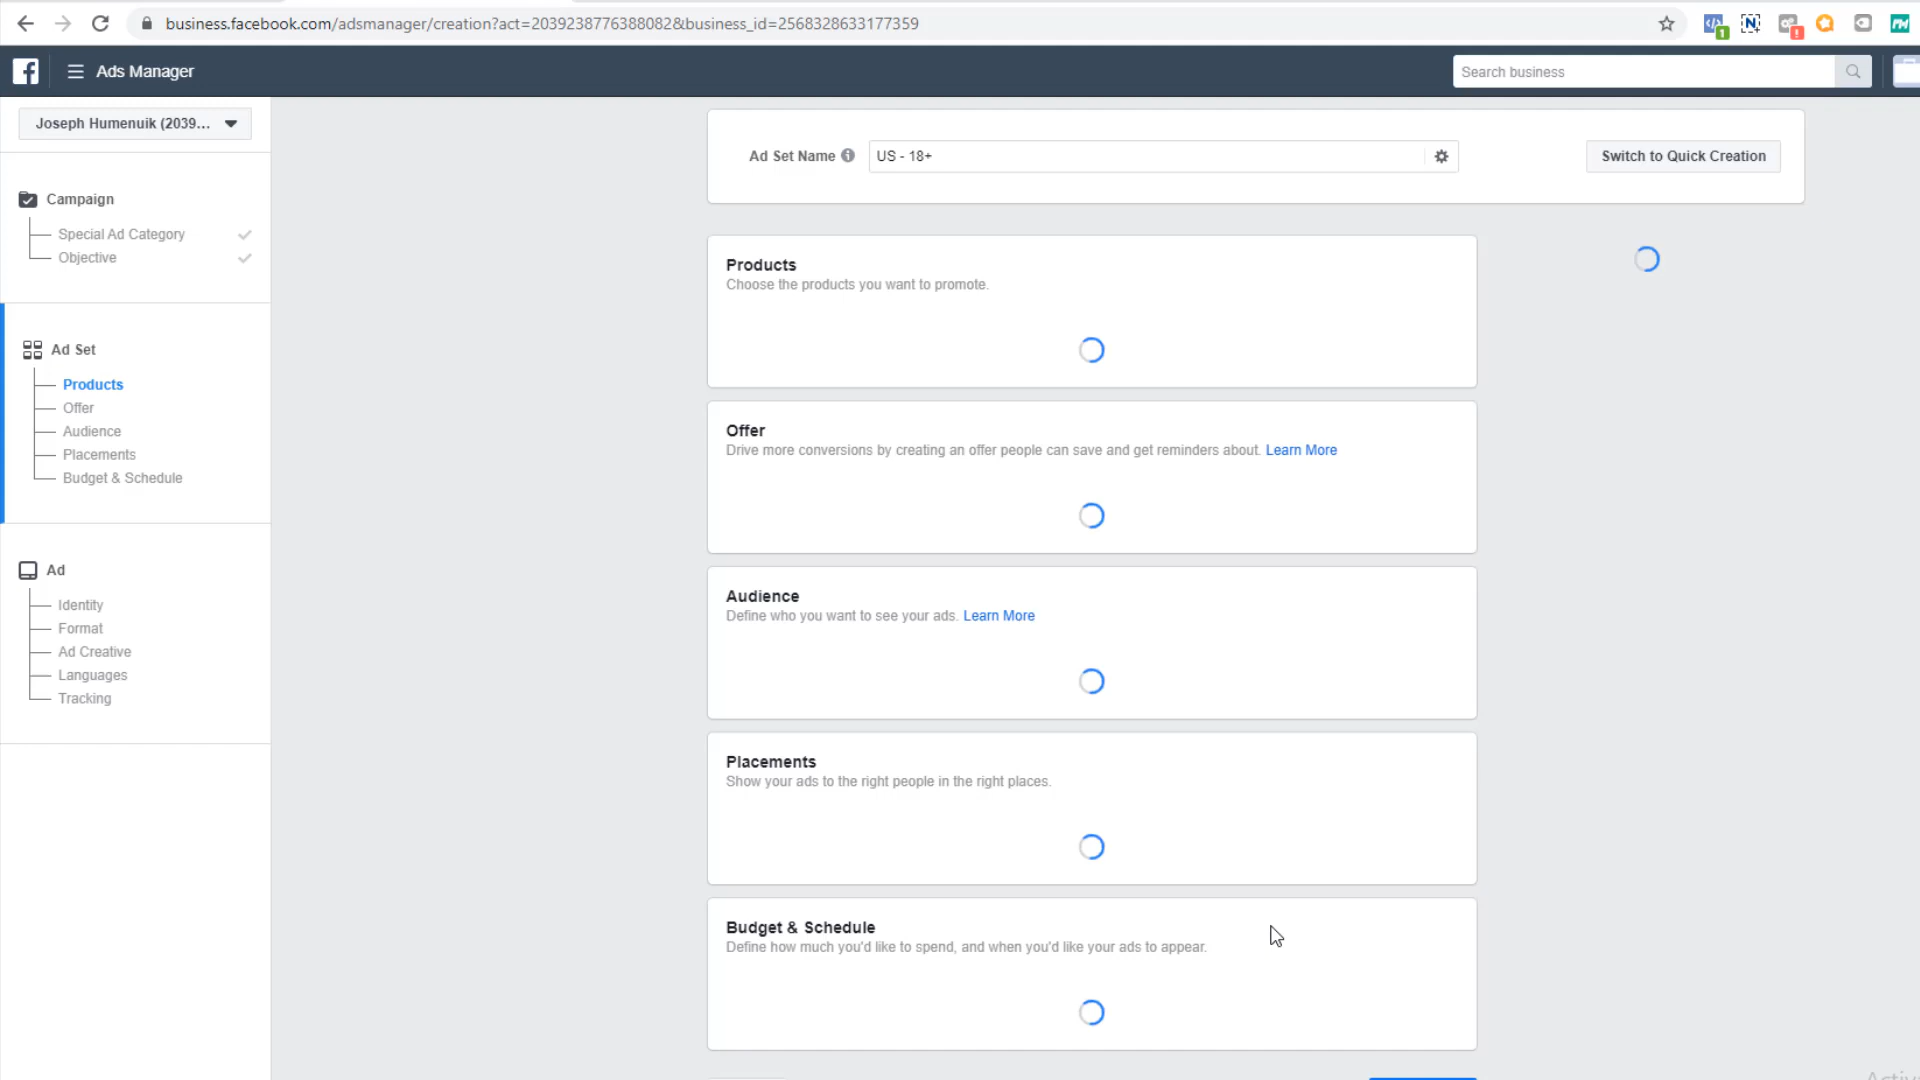 business.facebook.com/adsmanager/creation?act=2039238776388082&business_id=2568328633177359
1
!
Ads Manager
Search business
Joseph Humenuik (2039...
Ad Set Name
US - 18+
Switch to Quick Creation
Campaign
Special Ad Category
Objective
Ad Set
Products
Offer
Audience
Placements
Budget & Schedule
Ad
Identity
Format
Ad Creative
Languages
Tracking
Products
Choose the products you want to promote.
Offer
Drive more conversions by creating an offer people can save and get reminders about. Learn More
Audience
Define who you want to see your ads. Learn More
Placements
Show your ads to the right people in the right places.
Budget & Schedule
Define how much you'd like to spend, and when you'd like your ads to appear.